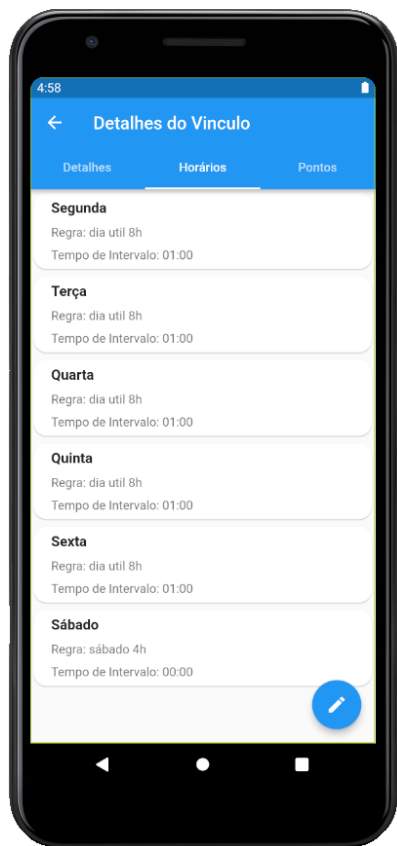 4:58
Detalhes do Vinculo
Detalhes Horários Pontos
Segunda
Regra: dia util 8h
Tempo de Intervalo: 01:00
Terça
Regra: dia util 8h
Tempo de Intervalo: 01:00
Quarta
Regra: dia util 8h
Tempo de Intervalo: 01:00
Quinta
Regra: dia util 8h
Tempo de Intervalo: 01:00
Sexta
Regra: dia util 8h
Tempo de Intervalo: 01:00
Sábado
Regra: sábado 4h
Tempo de Intervalo: 00:00